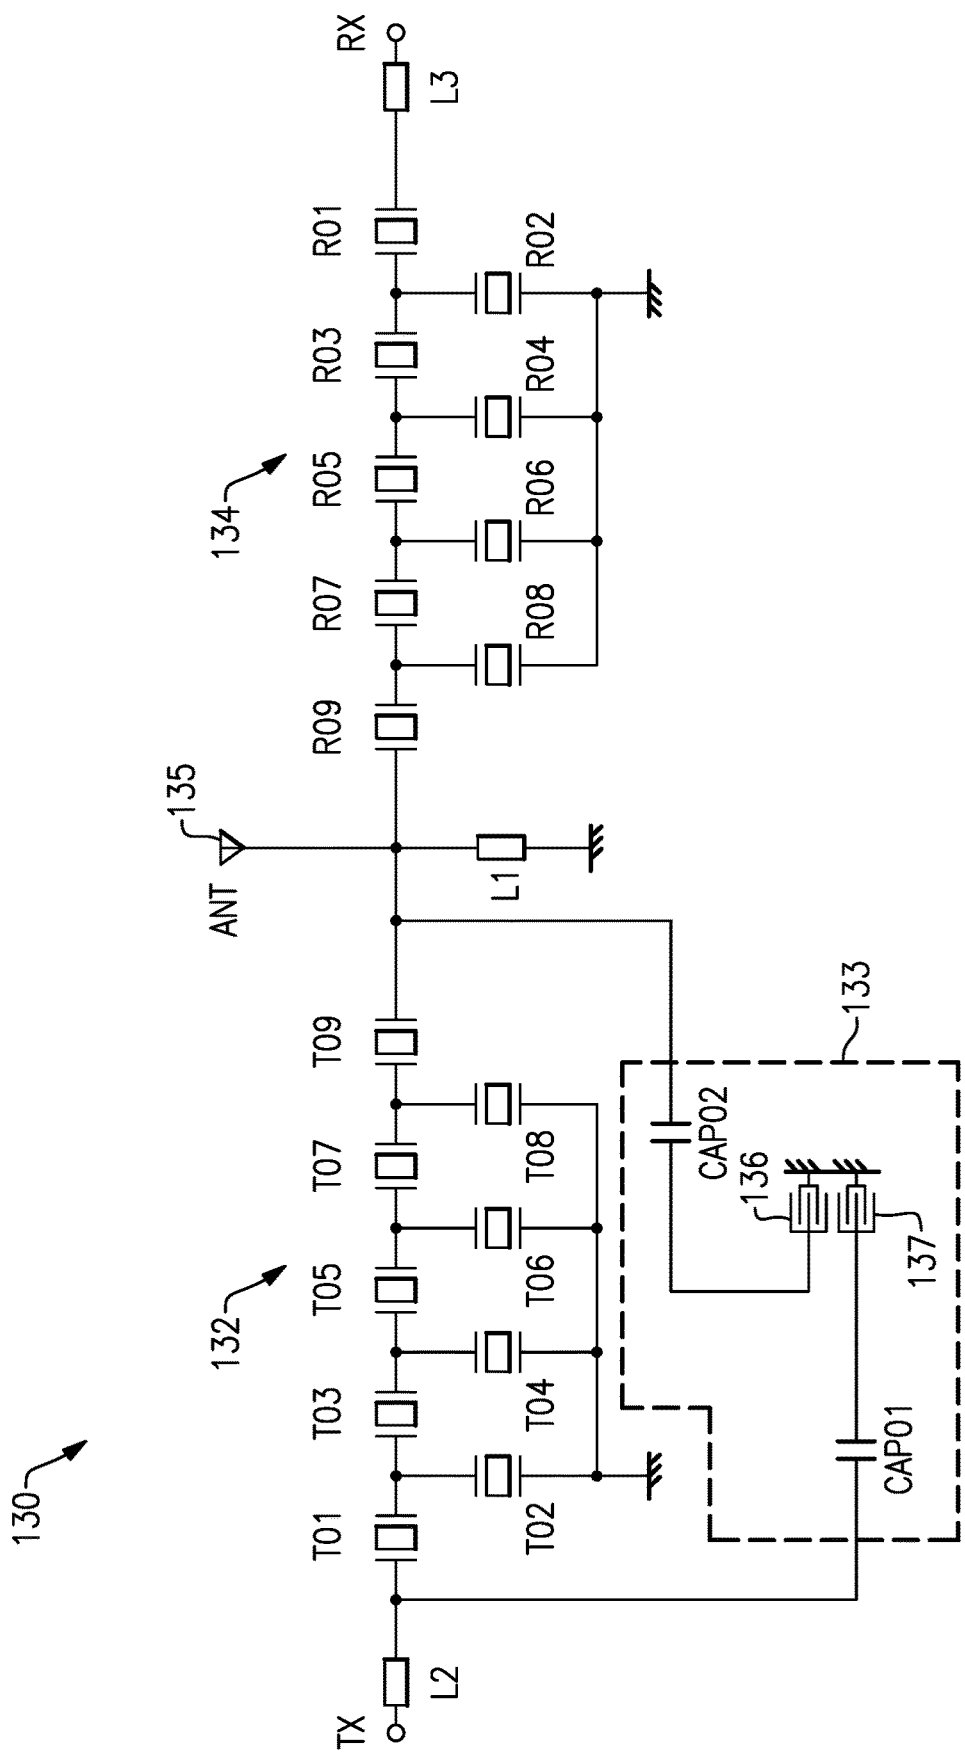 130
132
134
ANT
135
TX
L2
T01
T03
T05
T07
T09
R09
R07
R05
R03
R01
L3
RX
T02
T04
T06
T08
L1
R08
R06
R04
R02
CAP02
136
133
CAP01
137